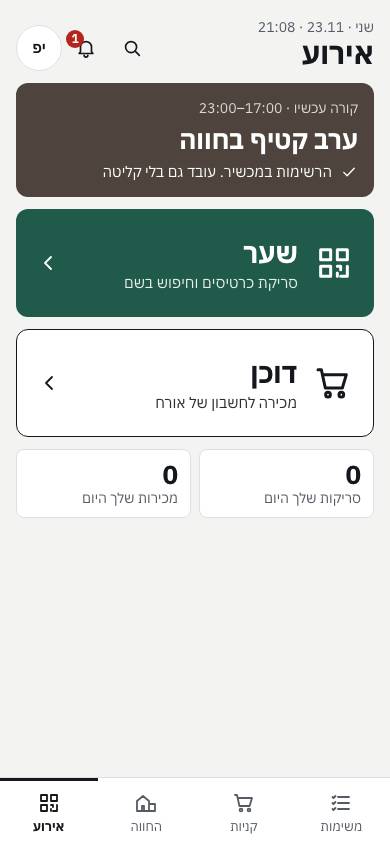 שני · 23.11 · 21:08
אירוע
1
יפ
קורה עכשיו · 17:00–23:00
ערב קטיף בחווה
הרשימות במכשיר. עובד גם בלי קליטה
שער
סריקת כרטיסים וחיפוש בשם
דוכן
מכירה לחשבון של אורח
0
סריקות שלך היום
0
מכירות שלך היום
משימות
קניות
החווה
אירוע